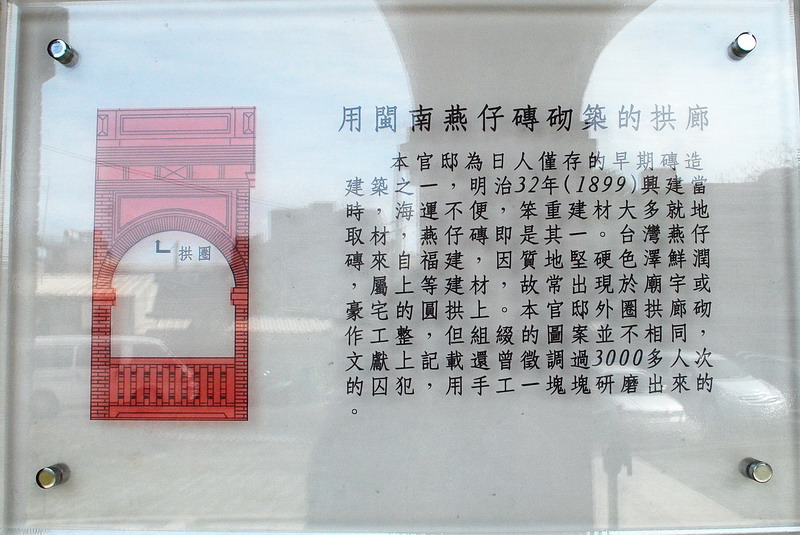 用閩南燕仔磚砌築的拱廊
本官邸為日人僅存的早期磚造
建築之一，明治32年(1899)興建當
時，海運不便，笨重建材大多就地
取材，燕仔磚即是其一。台灣燕仔
磚來自福建，因質地堅硬色澤鮮潤
，屬上等建材，故常出現於廟宇或
豪宅的圓拱上。本官邸外圈拱廊砌
作工整，但組綴的圖案並不相同，
文獻上記載還曾徵調過3000多人次
的囚犯，用手工一塊塊研磨出來的
。
拱圈